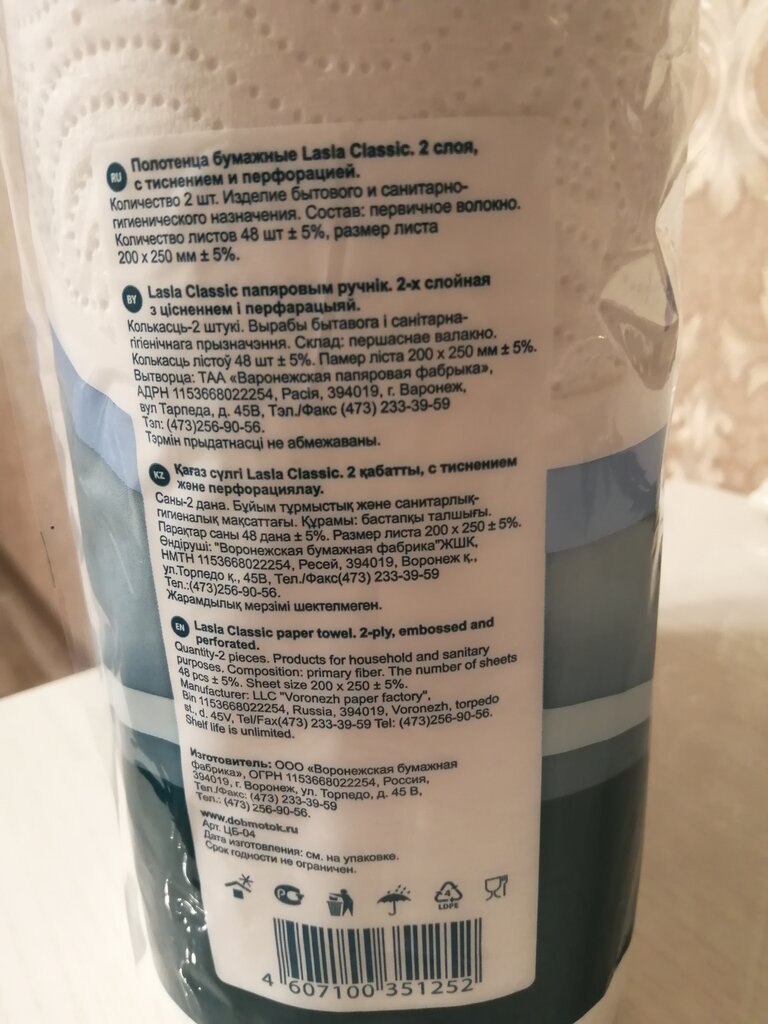 RU Полотенца бумажные Lasla Classic. 2 слоя,
с тиснением и перфорацией.
Количество 2 шт. Изделие бытового и санитарно-
гигиенического назначения. Состав: первичное волокно.
Количество листов 48 шт ± 5%, размер листа
200 х 250 мм ± 5%.
BY Lasla Classic папяровым ручнік. 2-х слойная
з цісненнем і перфарацыяй.
Колькасць-2 штукі. Вырабы бытавога і санітарна-
гігіенічнага прызначэння. Склад: першаснае валакно.
Колькасць лістоў 48 шт ± 5%. Памер ліста 200 х 250 мм ± 5%.
Вытворца: ТАА «Варонежская папяровая фабрыка»,
АДРН 1153668022254, Расія, 394019, г. Варонеж,
вул Тарпеда, д. 45В, Тэл./Факс (473) 233-39-59
Тэл: (473)256-90-56.
Тэрмін прыдатнасці не абмежаваны.
KZ Қағаз сүлгі Lasla Classic. 2 қабатты, с тиснением
және перфорациялау.
Саны-2 дана. Бұйым тұрмыстық және санитарлық-
гигиеналық мақсаттағы. Құрамы: бастапқы талшығы.
Парақтар саны 48 дана ± 5%. Размер листа 200 х 250 ± 5%.
Өндіруші: "Воронежская бумажная фабрика"ЖШК,
НМТН 1153668022254, Ресей, 394019, Воронеж қ.,
ул.Торпедо қ., 45В, Тел./Факс(473) 233-39-59
Тел.:(473)256-90-56.
Жарамдылық мерзімі шектелмеген.
EN Lasla Classic paper towel. 2-ply, embossed and
perforated.
Quantity-2 pieces. Products for household and sanitary
purposes. Composition: primary fiber. The number of sheets
48 pcs ± 5%. Sheet size 200 x 250 ± 5%.
Manufacturer: LLC "Voronezh paper factory",
Bin 1153668022254, Russia, 394019, Voronezh, torpedo
st., d. 45V, Tel/Fax(473) 233-39-59 Tel: (473)256-90-56.
Shelf life is unlimited.
Изготовитель: ООО «Воронежская бумажная
фабрика», ОГРН 1153668022254, Россия,
394019, г. Воронеж, ул. Торпедо, д. 45 В,
Тел./Факс: (473) 233-39-59
Тел.: (473) 256-90-56.
www.dobmotok.ru
Арт. ЦБ-04
Дата изготовления: см. на упаковке.
Срок годности не ограничен.
4
LDPE
4 607100 351252